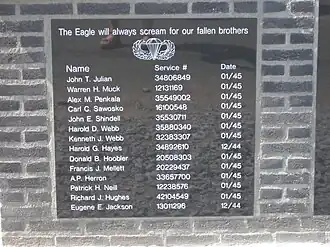 The Eagle will always scream for our fallen brothers
Name Service # Date
John T. Julian 34806849 01/45
Warren H. Muck 12131169 01/45
Alex M. Penkala 35549002 01/45
Carl C. Sawosko 16100548 01/45
John E. Shindell 35530711 01/45
Harold D. Webb 35880340 01/45
Kenneth J. Webb 32383307 01/45
Harold G. Hayes 34892610 12/44
Donald B. Hoobler 20508303 01/45
Francis J. Mellett 20229437 01/45
A.P. Herron 33657700 01/45
Patrick H. Neill 12238576 01/45
Richard J. Hughes 42104549 01/45
Eugene E. Jackson 13011296 12/44